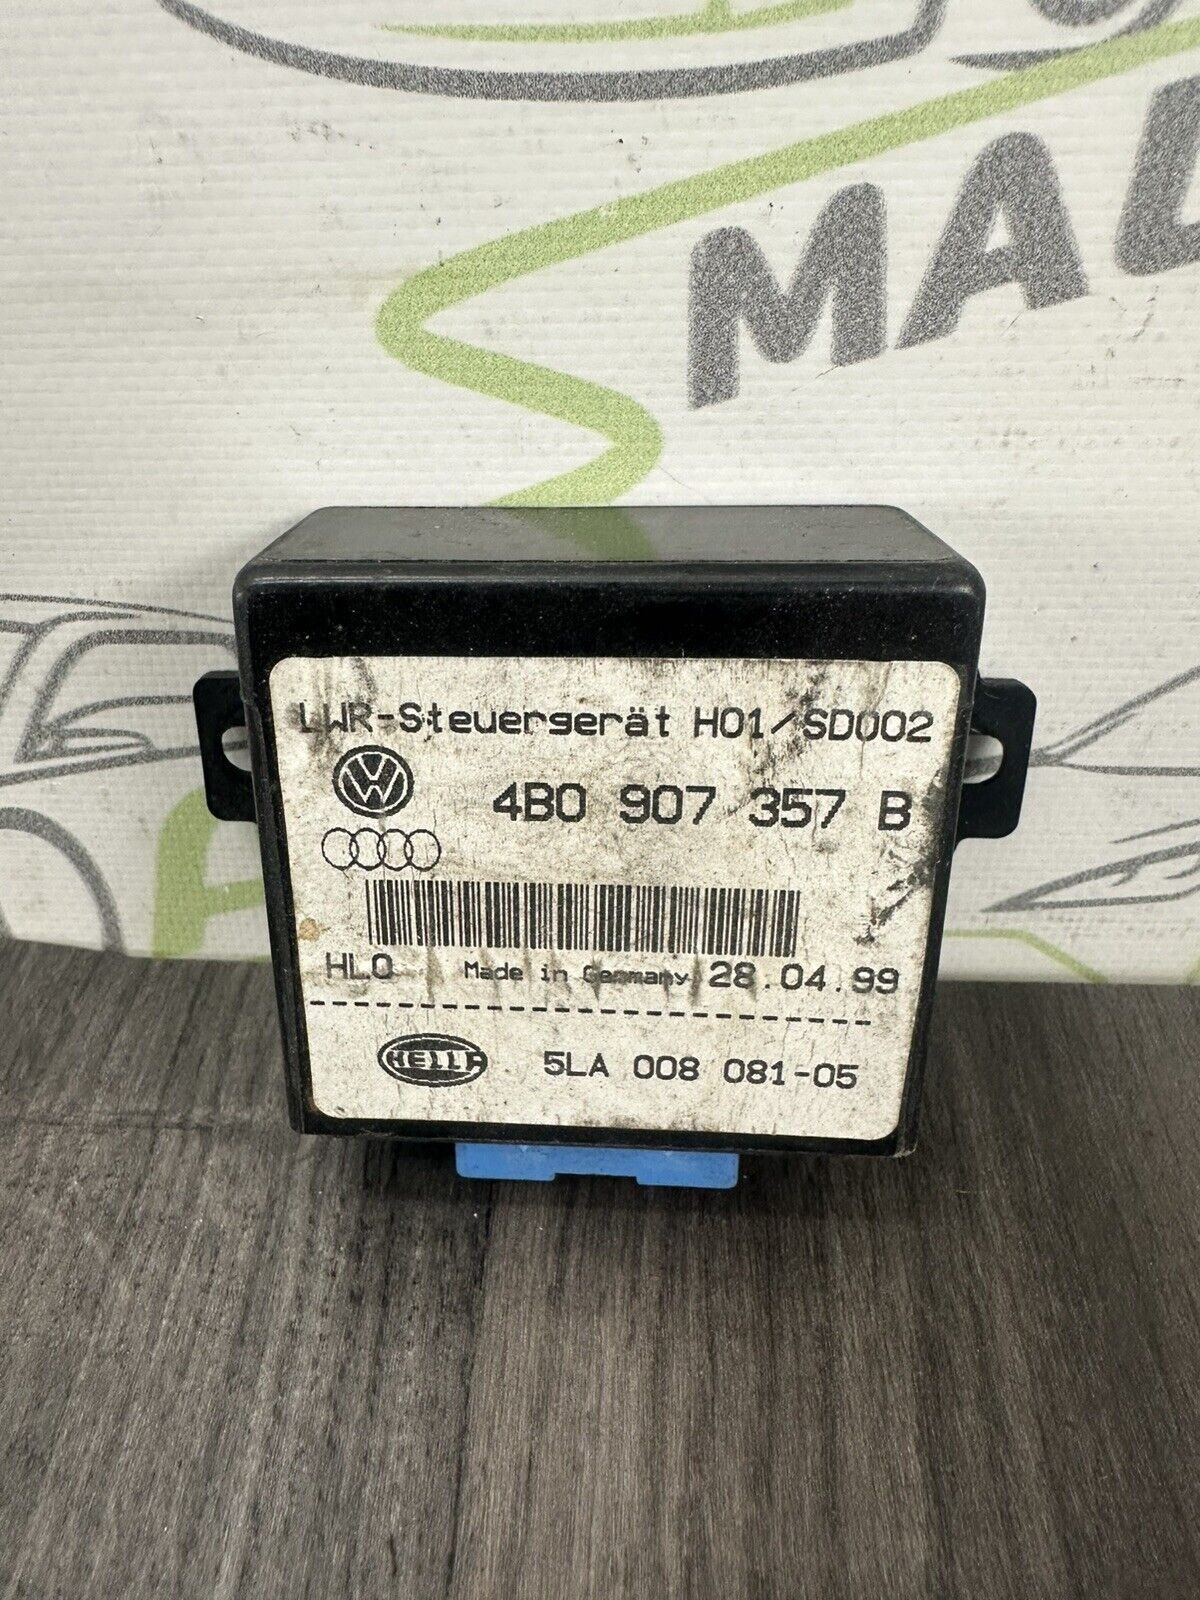 MAL
LWR-Steuergerät H01/SD002
4B0 907 357 B
HLO Made in Germany 28.04.99
HELLA 5LA 008 081-05